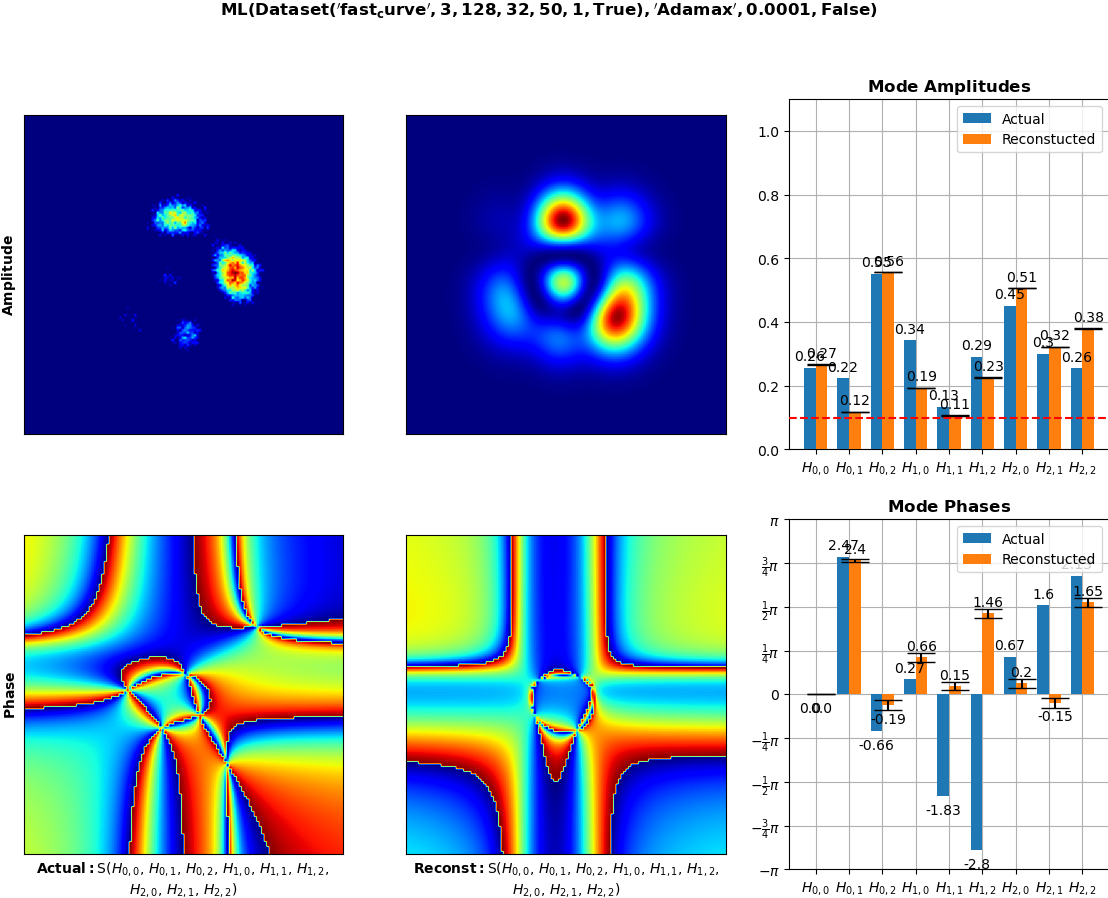 ML(Dataset('fast_curve', 3, 128, 32, 50, 1, True), 'Adamax', 0.0001, False)
Amplitude
Mode Amplitudes
Actual
Reconstucted
1.0
0.8
0.6
0.4
0.2
0.0
0.26 0.27
0.22 0.12
0.55 0.56
0.34 0.19
0.13 0.11
0.29 0.23
0.45 0.51
0.3 0.32
0.26 0.38
H0,0 H0,1 H0,2 H1,0 H1,1 H1,2 H2,0 H2,1 H2,2
Phase
Actual: S(H0,0, H0,1, H0,2, H1,0, H1,1, H1,2,
H2,0, H2,1, H2,2)
Reconst: S(H0,0, H0,1, H0,2, H1,0, H1,1, H1,2,
H2,0, H2,1, H2,2)
Mode Phases
Actual
Reconstucted
π
3/4π
1/2π
1/4π
0
−1/4π
−1/2π
−3/4π
−π
0.0 0.0
2.47 2.4
-0.66 -0.19
0.27 0.66
-1.83 0.15
-2.8 1.46
0.67 0.2
1.6 -0.15
1.65
H0,0 H0,1 H0,2 H1,0 H1,1 H1,2 H2,0 H2,1 H2,2